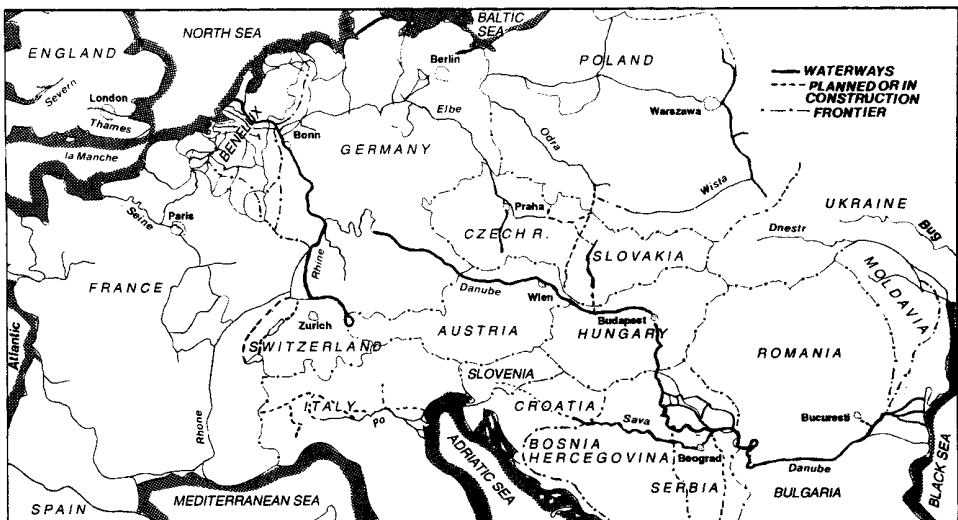 NORTH SEA
BALTIC
SEA
ENGLAND
Severn
London
Thames
la Manche
BENELUX
Bonn
Berlin
Elbe
GERMANY
POLAND
Warszawa
Odra
Wista
WATERWAYS
PLANNED OR IN
CONSTRUCTION
FRONTIER
Seine
Paris
FRANCE
Atlantic
Rhine
Zurich
SWITZERLAND
Praha
CZECH R.
SLOVAKIA
UKRAINE
Dnestr
Bug
MOLDAVIA
Danube
Wien
AUSTRIA
Budapest
HUNGARY
ROMANIA
SLOVENIA
CROATIA
Sava
Bucuresti
ITALY
Po
Rhone
BOSNIA
HERCEGOVINA
Beograd
SERBIA
Danube
BULGARIA
BLACK SEA
ADRIATIC SEA
MEDITERRANEAN SEA
SPAIN